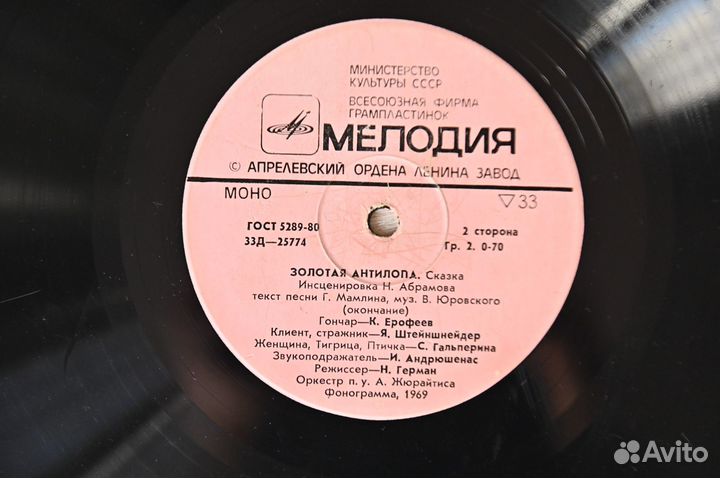 МИНИСТЕРСТВО
КУЛЬТУРЫ СССР
ВСЕСОЮЗНАЯ ФИРМА
ГРАМПЛАСТИНОК
МЕЛОДИЯ
© АПРЕЛЕВСКИЙ ОРДЕНА ЛЕНИНА ЗАВОД
МОНО ▽33
ГОСТ 5289-80 2 сторона
33Д—25774 Гр. 2. 0-70
ЗОЛОТАЯ АНТИЛОПА. Сказка
Инсценировка Н. Абрамова
текст песни Г. Мамлина, муз. В. Юровского
(окончание)
Гончар—К. Ерофеев
Клиент, стражник—Я. Штейншнейдер
Женщина, Тигрица, Птичка—С. Гальперина
Звукоподражатель—И. Андрюшенас
Режиссер—Н. Герман
Оркестр п. у. А. Жюрайтиса
Фонограмма, 1969
Avito